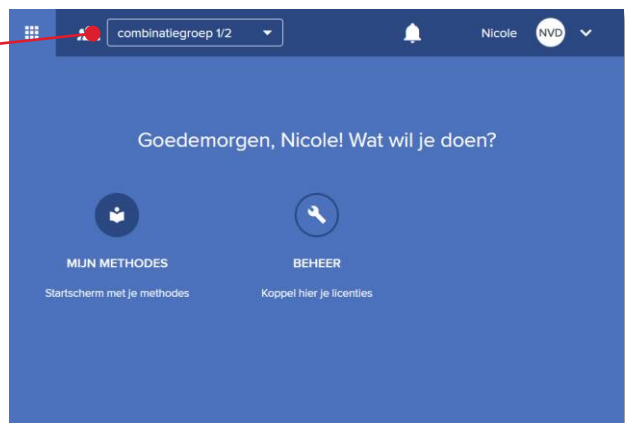 combinatiegroep 1/2
Nicole NVD
Goedemorgen, Nicole! Wat wil je doen?
MIJN METHODES
Startscherm met je methodes
BEHEER
Koppel hier je licenties